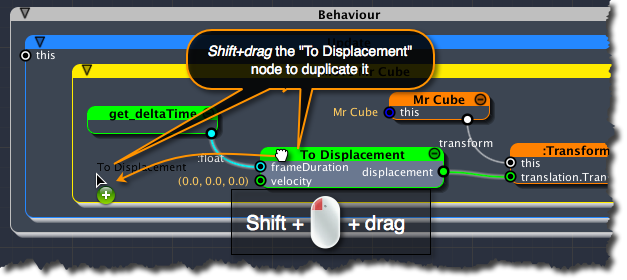 Behaviour
Update
this
Shift+drag the "To Displacement"
node to duplicate it
Mr Cube
get_deltaTime
Mr Cube
Mr Cube
this
transform
:float
To Displacement
To Displacement
frameDuration
displacement
(0.0, 0.0, 0.0)
velocity
:Transform
this
translation.Tran
Shift + + drag